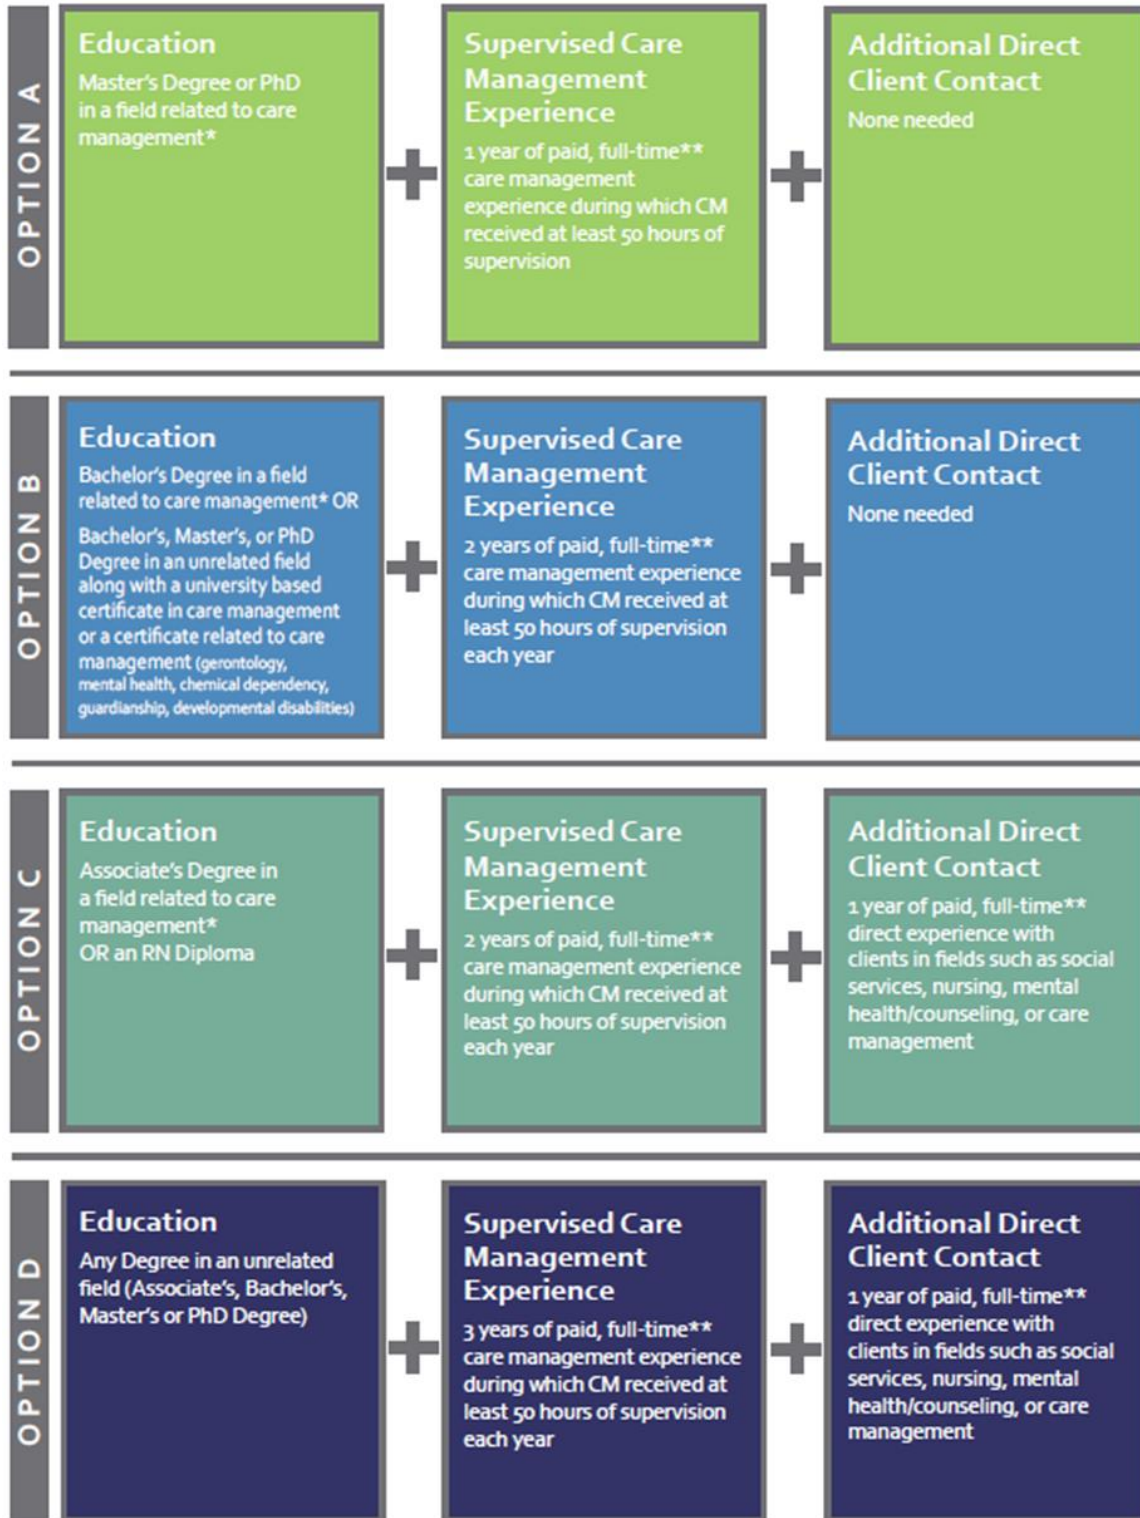 OPTION A
Education
Master's Degree or PhD
in a field related to care
management*
Supervised Care
Management
Experience
1 year of paid, full-time**
care management
experience during which CM
received at least 50 hours of
supervision
Additional Direct
Client Contact
None needed
OPTION B
Education
Bachelor's Degree in a field
related to care management* OR
Bachelor's, Master's, or PhD
Degree in an unrelated field
along with a university based
certificate in care management
or a certificate related to care
management (gerontology,
mental health, chemical dependency,
guardianship, developmental disabilities)
Supervised Care
Management
Experience
2 years of paid, full-time**
care management experience
during which CM received at
least 50 hours of supervision
each year
Additional Direct
Client Contact
None needed
OPTION C
Education
Associate's Degree in
a field related to care
management*
OR an RN Diploma
Supervised Care
Management
Experience
2 years of paid, full-time**
care management experience
during which CM received at
least 50 hours of supervision
each year
Additional Direct
Client Contact
1 year of paid, full-time**
direct experience with
clients in fields such as social
services, nursing, mental
health/counseling, or care
management
OPTION D
Education
Any Degree in an unrelated
field (Associate's, Bachelor's,
Master's or PhD Degree)
Supervised Care
Management
Experience
3 years of paid, full-time**
care management experience
during which CM received at
least 50 hours of supervision
each year
Additional Direct
Client Contact
1 year of paid, full-time**
direct experience with
clients in fields such as social
services, nursing, mental
health/counseling, or care
management